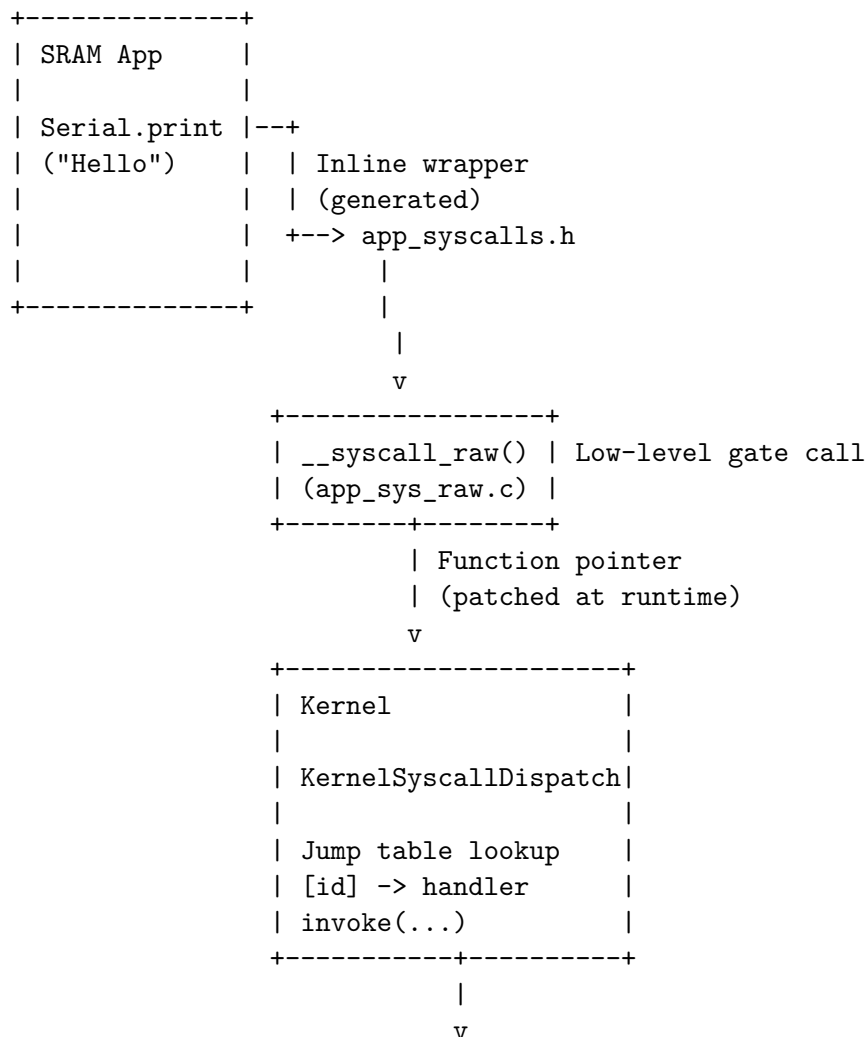 +--------------+
| SRAM App     |
|              |
| Serial.print |--+
| ("Hello")    |  | Inline wrapper
|              |  | (generated)
|              |  +--> app_syscalls.h
|              |        |
+--------------+        |
                         |
                         v
                 +-----------------+
                 | __syscall_raw() | Low-level gate call
                 | (app_sys_raw.c) |
                 +--------+--------+
                          | Function pointer
                          | (patched at runtime)
                          v
                 +----------------------+
                 | Kernel               |
                 |                      |
                 | KernelSyscallDispatch|
                 |                      |
                 | Jump table lookup    |
                 | [id] -> handler      |
                 | invoke(...)          |
                 +-----------+----------+
                             |
                             v